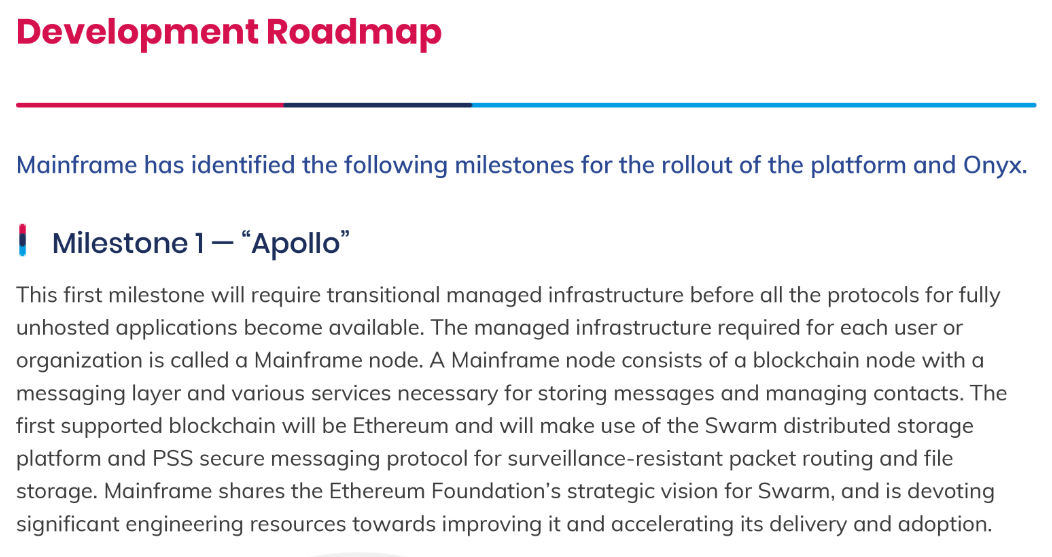 Development Roadmap
Mainframe has identified the following milestones for the rollout of the platform and Onyx.
Milestone 1 — “Apollo”
This first milestone will require transitional managed infrastructure before all the protocols for fully
unhosted applications become available. The managed infrastructure required for each user or
organization is called a Mainframe node. A Mainframe node consists of a blockchain node with a
messaging layer and various services necessary for storing messages and managing contacts. The
first supported blockchain will be Ethereum and will make use of the Swarm distributed storage
platform and PSS secure messaging protocol for surveillance-resistant packet routing and file
storage. Mainframe shares the Ethereum Foundation’s strategic vision for Swarm, and is devoting
significant engineering resources towards improving it and accelerating its delivery and adoption.